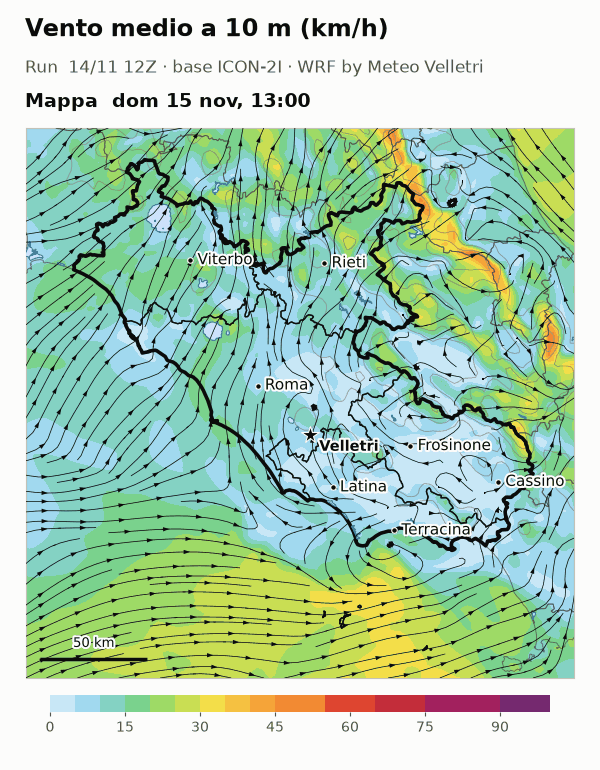 Vento medio a 10 m (km/h)
Run 14/11 12Z · base ICON-2I · WRF by Meteo Velletri
Mappa dom 15 nov, 13:00
Viterbo
Rieti
Roma
Velletri
Frosinone
Latina
Cassino
Terracina
50 km
0 15 30 45 60 75 90